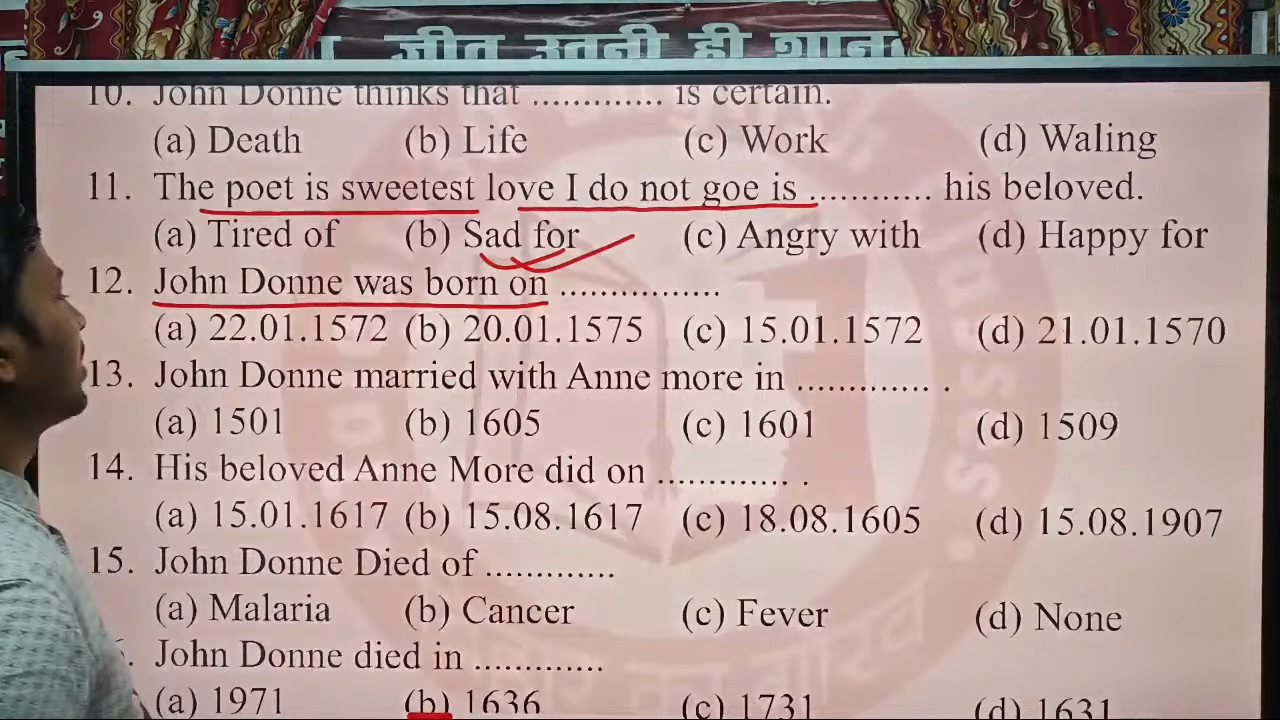 जीत उतनी ही शानदार
10. John Donne thinks that ............. is certain.
(a) Death (b) Life (c) Work (d) Waling
11. The poet is sweetest love I do not goe is ............ his beloved.
(a) Tired of (b) Sad for (c) Angry with (d) Happy for
12. John Donne was born on ................
(a) 22.01.1572 (b) 20.01.1575 (c) 15.01.1572 (d) 21.01.1570
13. John Donne married with Anne more in ............. .
(a) 1501 (b) 1605 (c) 1601 (d) 1509
14. His beloved Anne More did on ............. .
(a) 15.01.1617 (b) 15.08.1617 (c) 18.08.1605 (d) 15.08.1907
15. John Donne Died of .............
(a) Malaria (b) Cancer (c) Fever (d) None
6. John Donne died in .............
(a) 1971 (b) 1636 (c) 1731 (d) 1631